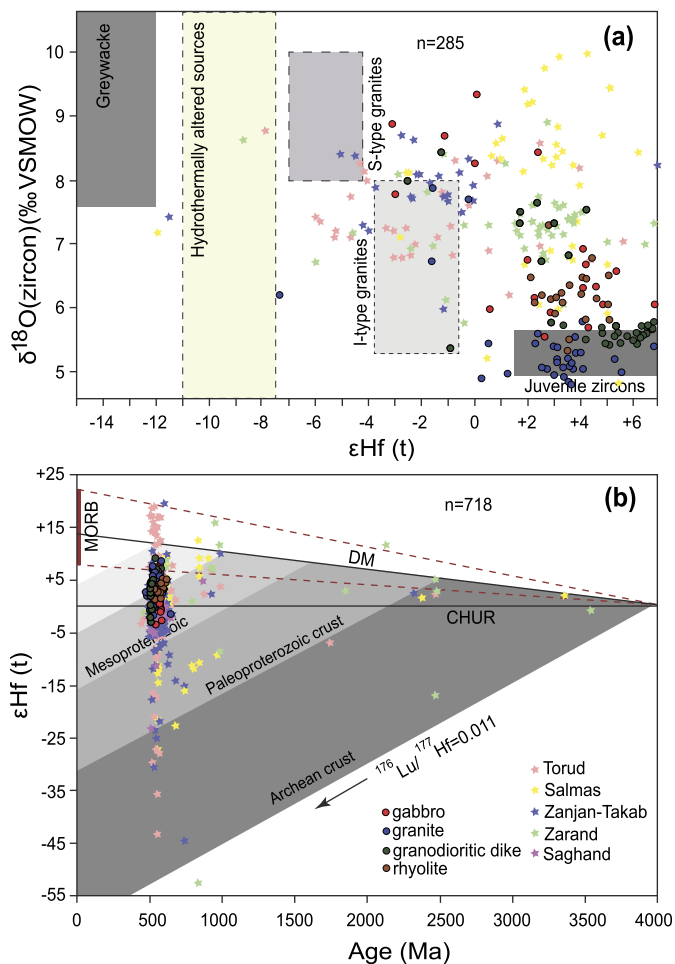 (a)
n=285
10
9
8
7
6
5
δ18O(zircon)(‰ VSMOW)
Greywacke
Hydrothermally altered sources
S-type granites
I-type granites
Juvenile zircons
-14
-12
-10
-8
-6
-4
-2
0
+2
+4
+6
εHf (t)
(b)
n=718
+25
+15
+5
-5
-15
-25
-35
-45
-55
εHf (t)
MORB
DM
CHUR
Mesoproterozoic
Paleoproterozoic crust
Archean crust
176Lu/177Hf=0.011
gabbro
granite
granodioritic dike
rhyolite
Torud
Salmas
Zanjan-Takab
Zarand
Saghand
0
500
1000
1500
2000
2500
3000
3500
4000
Age (Ma)